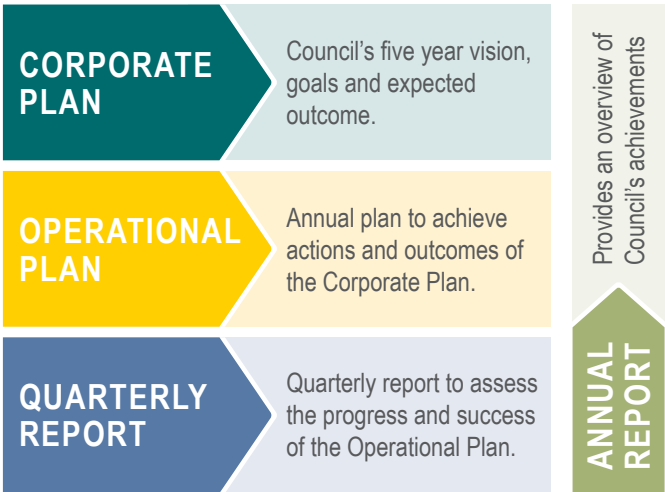 CORPORATE
PLAN
Council’s five year vision,
goals and expected
outcome.
OPERATIONAL
PLAN
Annual plan to achieve
actions and outcomes of
the Corporate Plan.
QUARTERLY
REPORT
Quarterly report to assess
the progress and success
of the Operational Plan.
ANNUAL
REPORT
Provides an overview of
Council’s achievements